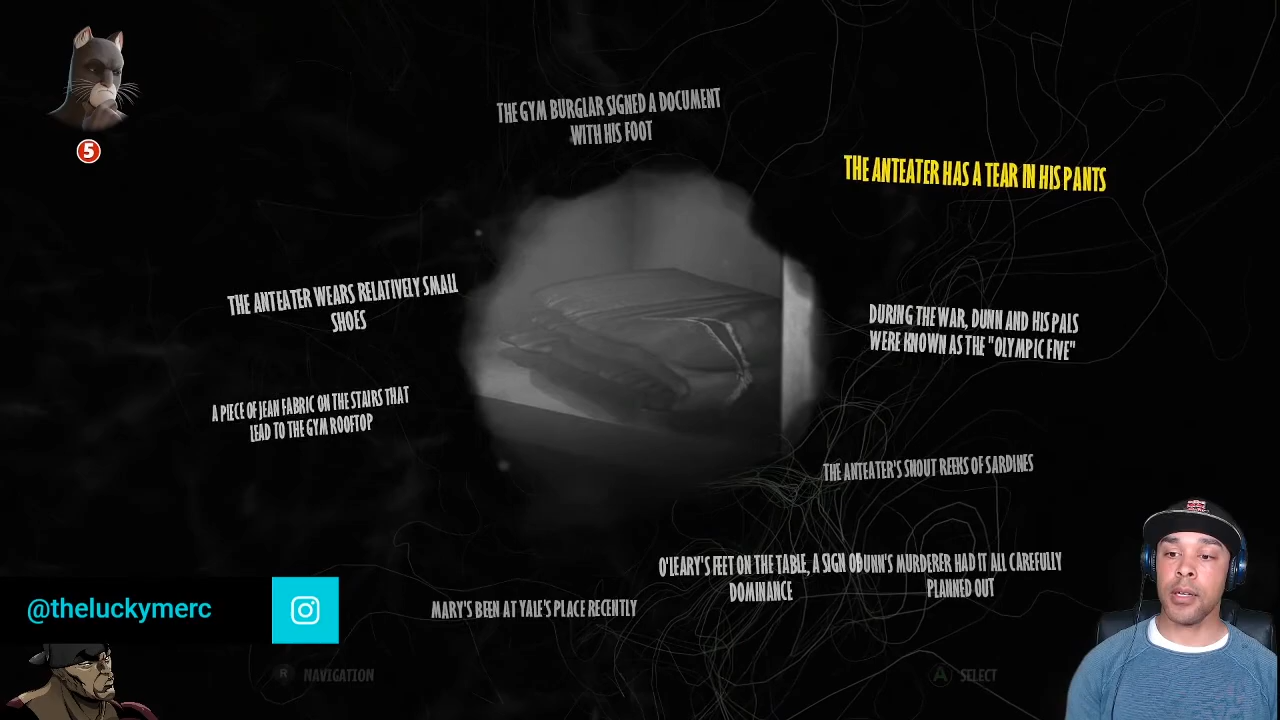 THE GYM BURGLAR SIGNED A DOCUMENT
WITH HIS FOOT
THE ANTEATER HAS A TEAR IN HIS PANTS
5
THE ANTEATER WEARS RELATIVELY SMALL
SHOES
DURING THE WAR, DUNN AND HIS PALS
WERE KNOWN AS THE "OLYMPIC FIVE"
A PIECE OF JEAN FABRIC ON THE STAIRS THAT
LEAD TO THE GYM ROOFTOP
THE ANTEATER'S SNOUT REEKS OF SARDINES
O'LEARY'S FEET ON THE TABLE, A SIGN OF
DOMINANCE
DUNN'S MURDERER HAD IT ALL CAREFULLY
PLANNED OUT
MARY'S BEEN AT YALE'S PLACE RECENTLY
@theluckymerc
R NAVIGATION
A SELECT